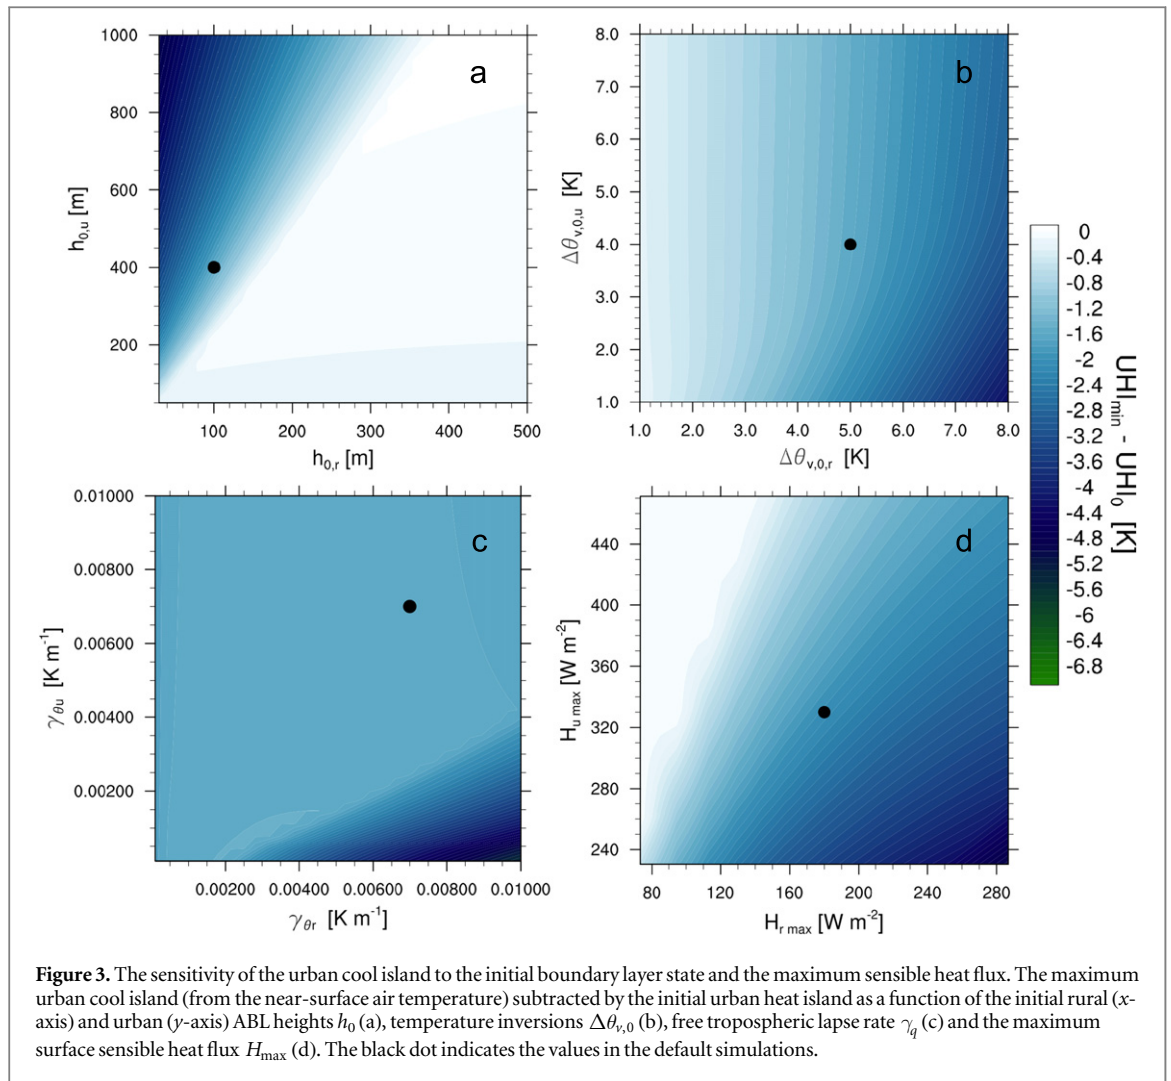 1000
800
600
400
200
h0,u [m]
a
100 200 300 400 500
h0,r [m]
8.0
7.0
6.0
5.0
4.0
3.0
2.0
1.0
Δθv,0,u [K]
b
1.0 2.0 3.0 4.0 5.0 6.0 7.0 8.0
Δθv,0,r [K]
0.01000
0.00800
0.00600
0.00400
0.00200
γθu [K m-1]
c
0.00200 0.00400 0.00600 0.00800 0.01000
γθr [K m-1]
440
400
360
320
280
240
Hu max [W m-2]
d
80 120 160 200 240 280
Hr max [W m-2]
0
-0.4
-0.8
-1.2
-1.6
-2
-2.4
-2.8
-3.2
-3.6
-4
-4.4
-4.8
-5.2
-5.6
-6
-6.4
-6.8
UHImin - UHI0 [K]
Figure 3. The sensitivity of the urban cool island to the initial boundary layer state and the maximum sensible heat flux. The maximum
urban cool island (from the near-surface air temperature) subtracted by the initial urban heat island as a function of the initial rural (x-
axis) and urban (y-axis) ABL heights h0 (a), temperature inversions Δθv,0 (b), free tropospheric lapse rate γq (c) and the maximum
surface sensible heat flux Hmax (d). The black dot indicates the values in the default simulations.